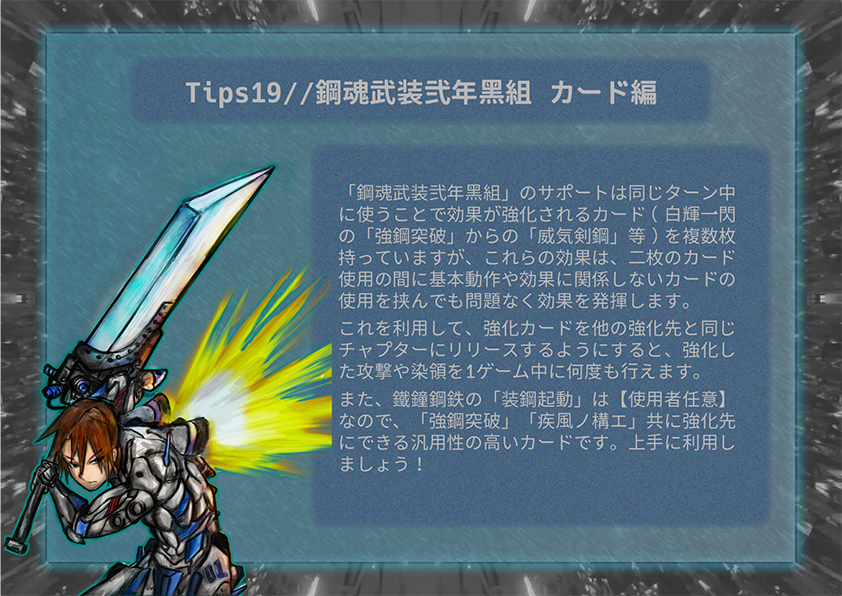 Tips19//鋼魂武装弐年黑組 カード編
「鋼魂武装弐年黑組」のサポートは同じターン中
に使うことで効果が強化されるカード(白輝一閃
の「強鋼突破」からの「威気剣鋼」等)を複数枚
持っていますが、これらの効果は、二枚のカード
使用の間に基本動作や効果に関係しないカードの
使用を挟んでも問題なく効果を発揮します。
これを利用して、強化カードを他の強化先と同じ
チャプターにリリースするようにすると、強化し
た攻撃や染領を1ゲーム中に何度も行えます。
また、鐵鐘鋼鉄の「装鋼起動」は【使用者任意】
なので、「強鋼突破」「疾風ノ構エ」共に強化先
にできる汎用性の高いカードです。上手に利用し
ましょう!
01